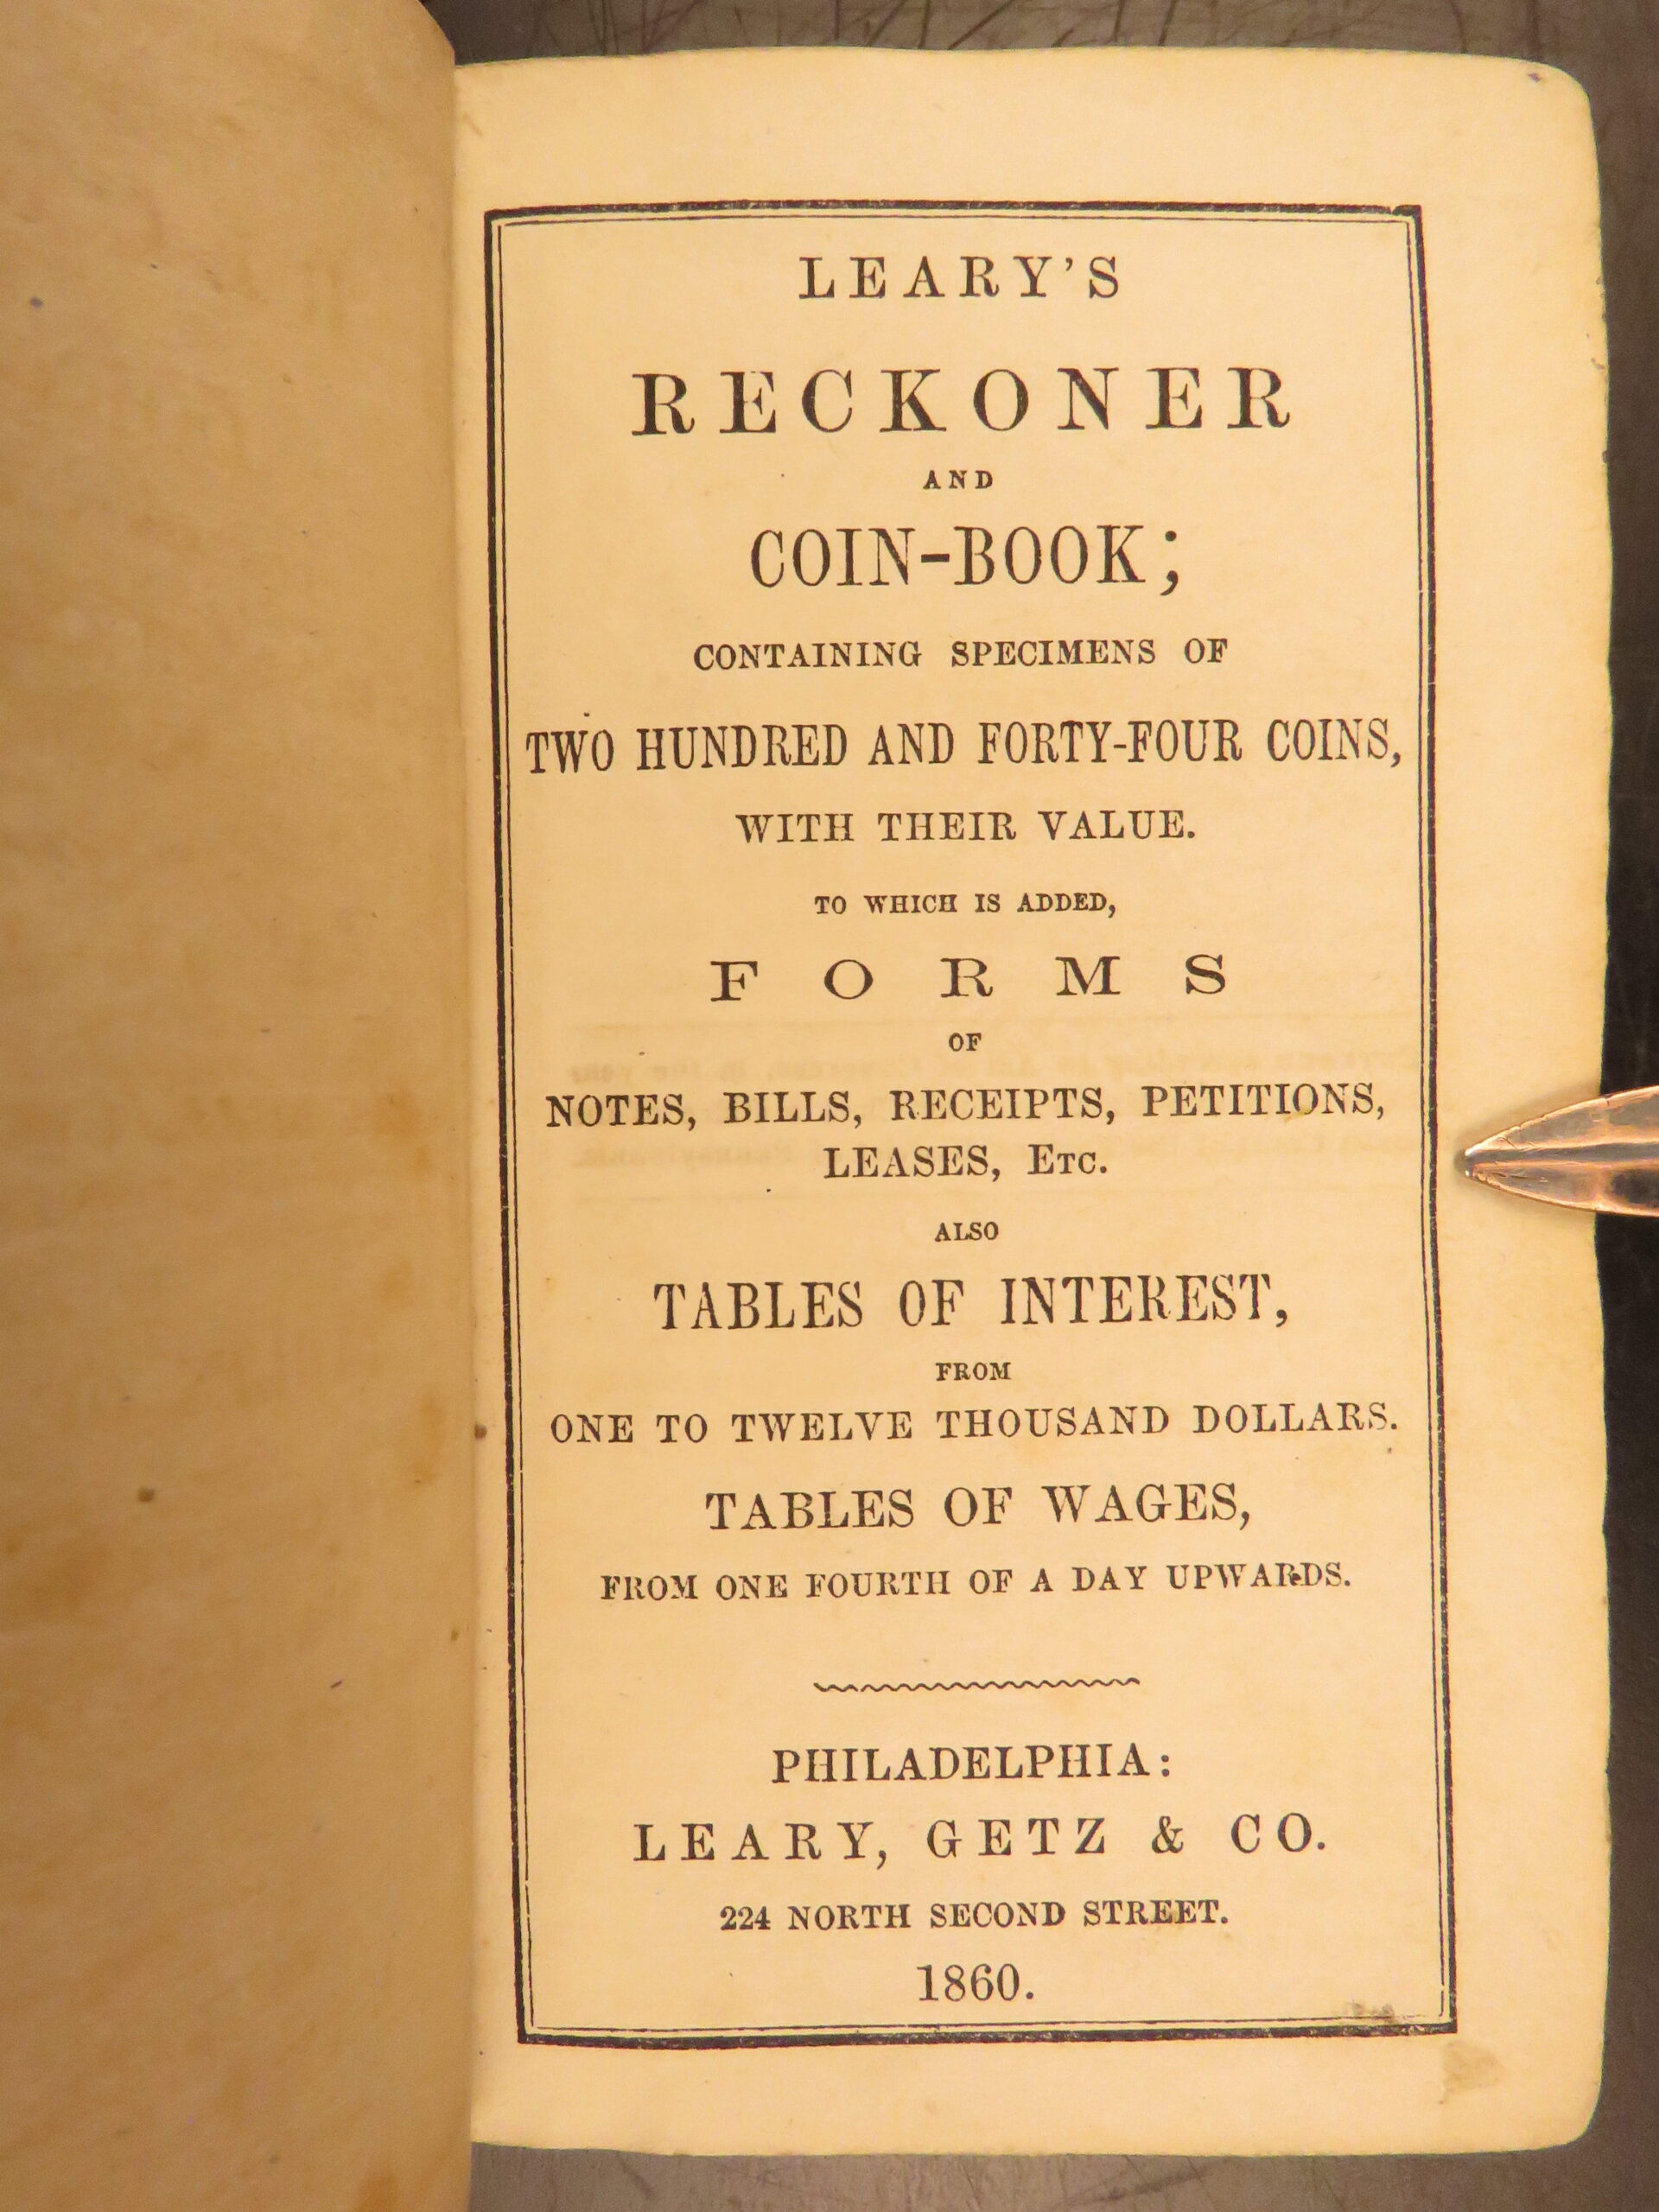 LEARY'S
RECKONER
AND
COIN-BOOK;
CONTAINING SPECIMENS OF
TWO HUNDRED AND FORTY-FOUR COINS,
WITH THEIR VALUE.
TO WHICH IS ADDED,
FORMS
OF
NOTES, BILLS, RECEIPTS, PETITIONS,
LEASES, ETC.
ALSO
TABLES OF INTEREST,
FROM
ONE TO TWELVE THOUSAND DOLLARS.
TABLES OF WAGES,
FROM ONE FOURTH OF A DAY UPWARDS.
PHILADELPHIA:
LEARY, GETZ & CO.
224 NORTH SECOND STREET.
1860.